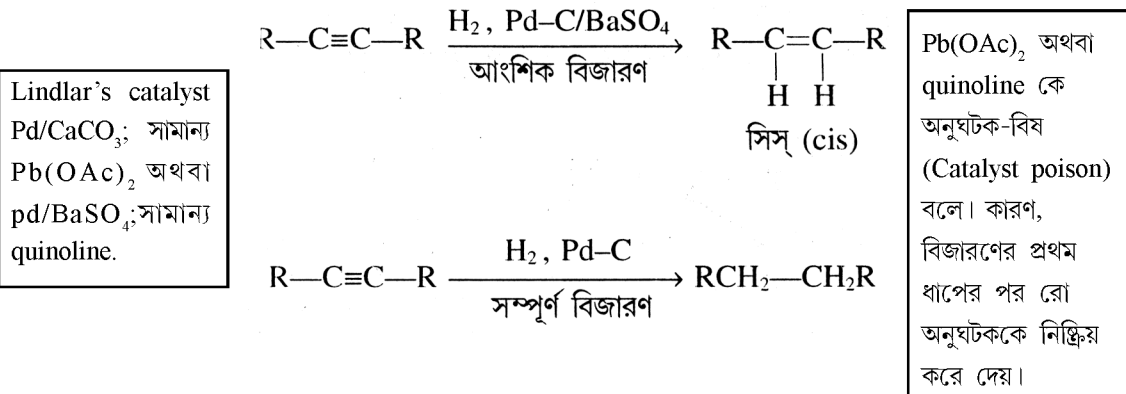 Lindlar's catalyst
Pd/CaCO₃; সামান্য
Pb(OAc)₂ অথবা
pd/BaSO₄;সামান্য
quinoline.
R—C≡C—R H₂ , Pd–C/BaSO₄ R—C=C—R
আংশিক বিজারণ
H H
সিস্ (cis)
R—C≡C—R H₂ , Pd–C RCH₂—CH₂R
সম্পূর্ণ বিজারণ
Pb(OAc)₂ অথবা
quinoline কে
অনুঘটক-বিষ
(Catalyst poison)
বলে। কারণ,
বিজারণের প্রথম
ধাপের পর রো
অনুঘটককে নিষ্ক্রিয়
করে দেয়।